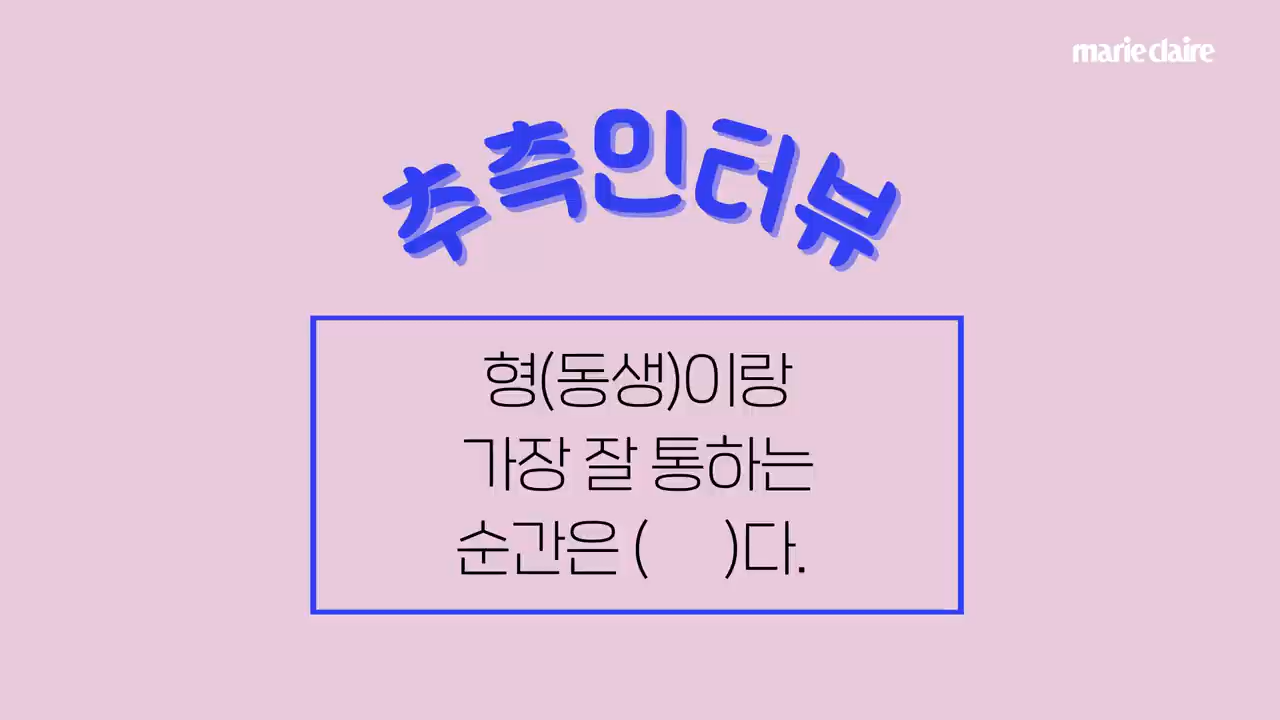 marie claire
추측인터뷰
형(동생)이랑
가장 잘 통하는
순간은 (    )다.